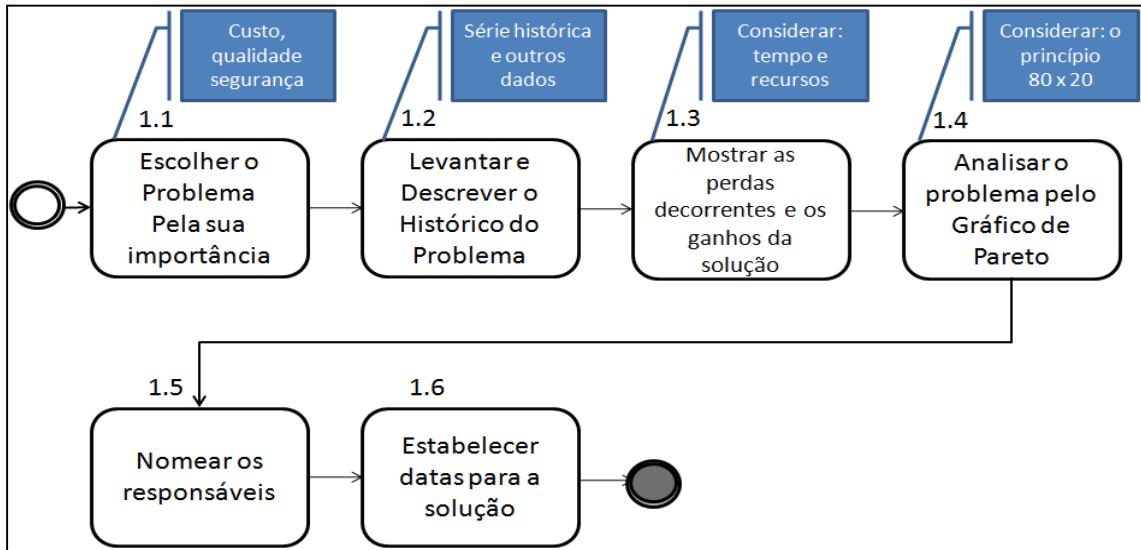 Custo,
qualidade
segurança
Série histórica
e outros
dados
Considerar:
tempo e
recursos
Considerar: o
princípio
80 x 20
1.1
Escolher o
Problema
Pela sua
importância
1.2
Levantar e
Descrever o
Histórico do
Problema
1.3
Mostrar as
perdas
decorrentes e os
ganhos da
solução
1.4
Analisar o
problema pelo
Gráfico de
Pareto
1.5
Nomear os
responsáveis
1.6
Estabelecer
datas para a
solução